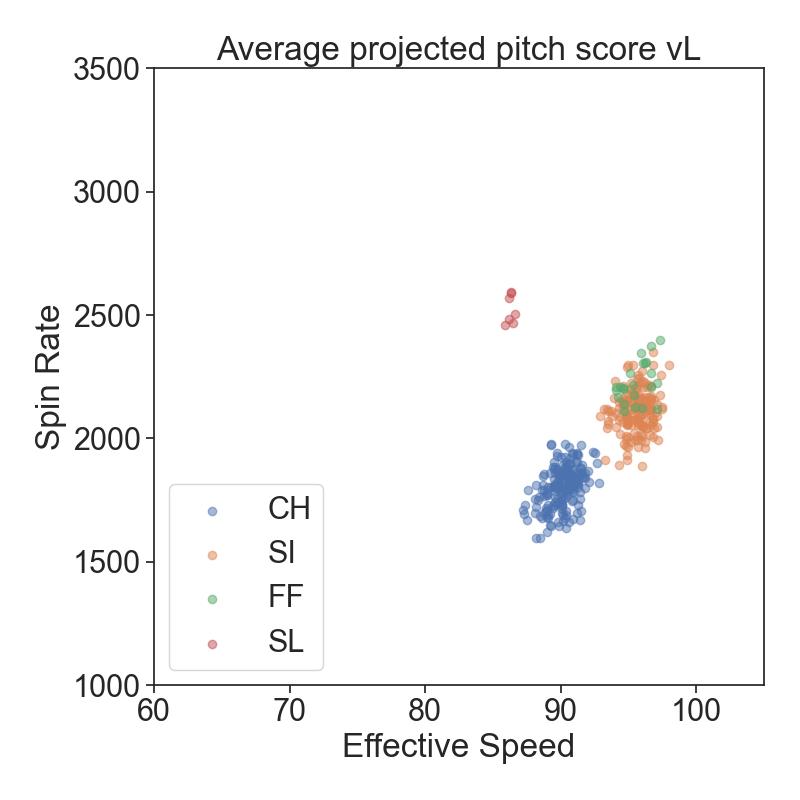 Average projected pitch score vL
3500
3000
2500
2000
1500
1000
Spin Rate
CH
SI
FF
SL
60 70 80 90 100
Effective Speed